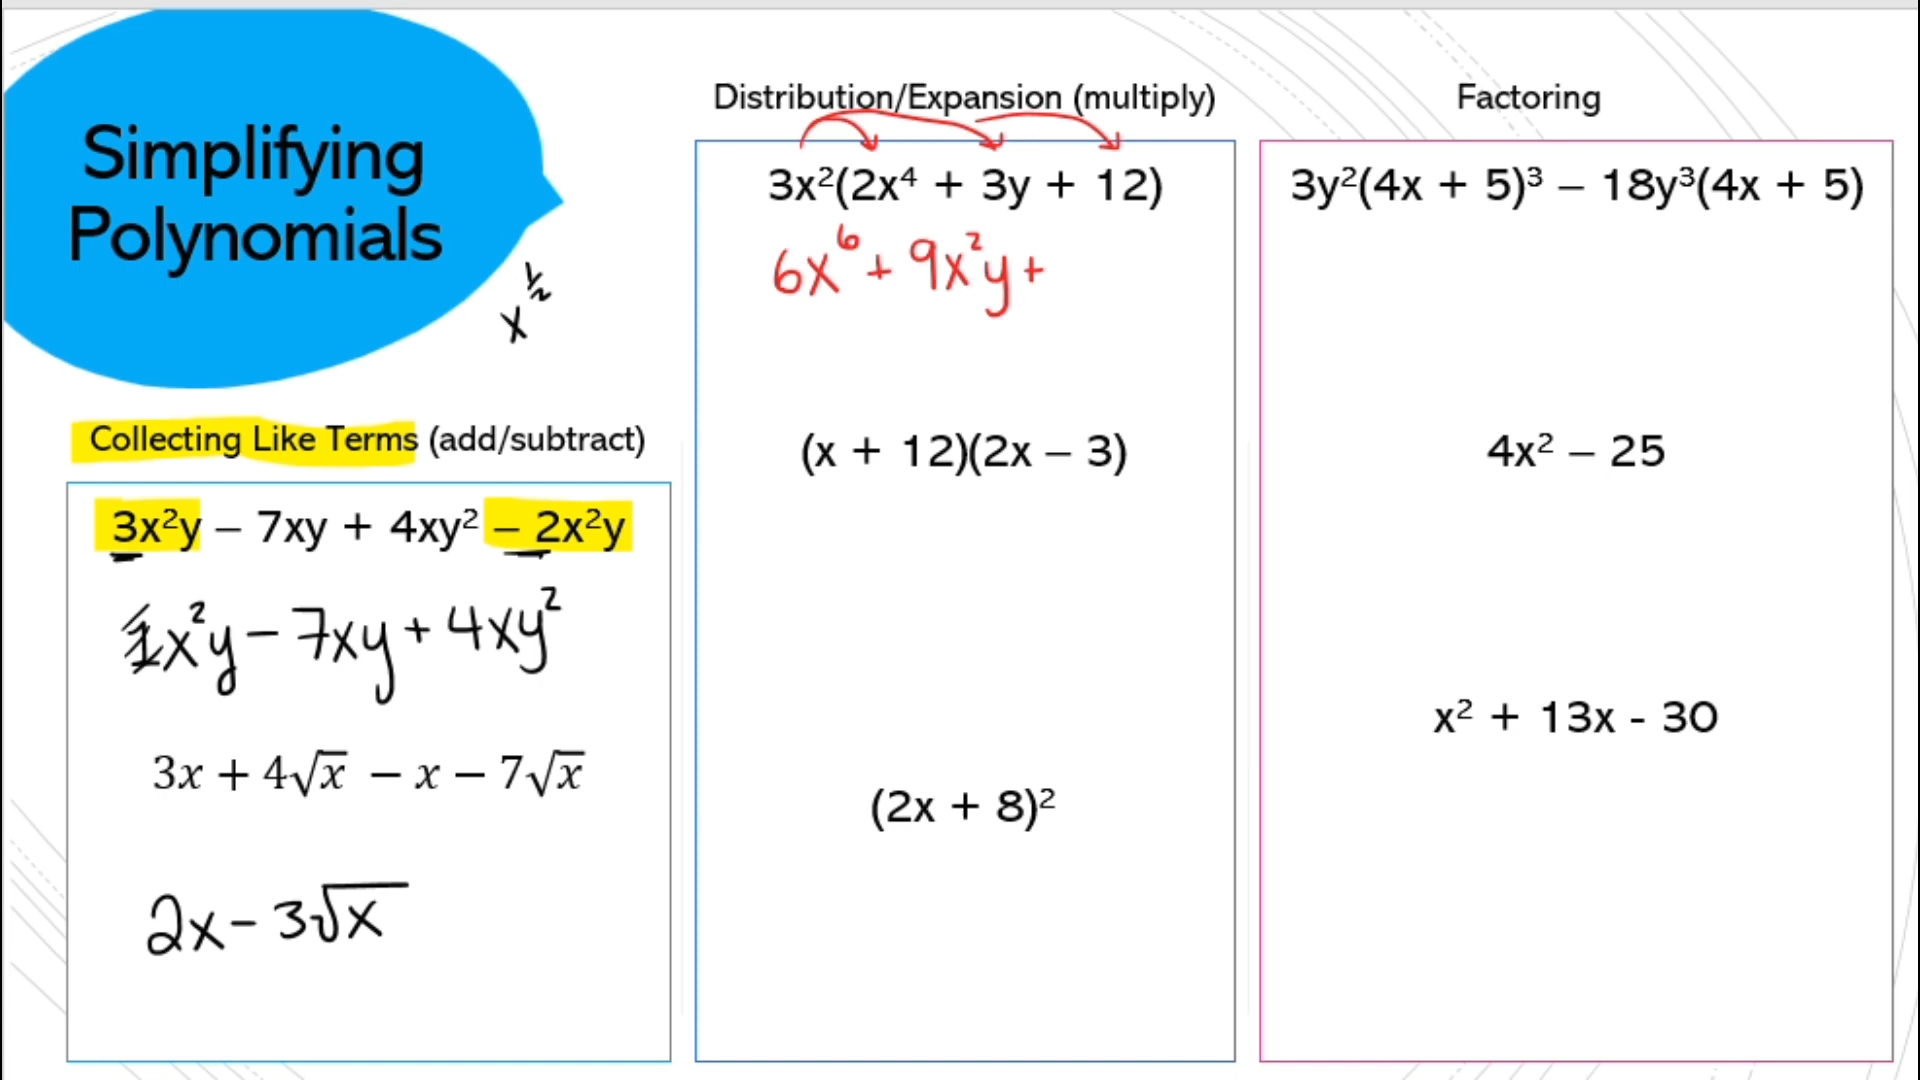 Simplifying
Polynomials
x^½
Collecting Like Terms (add/subtract)
3x²y – 7xy + 4xy² – 2x²y
1x²y – 7xy + 4xy²
3x + 4√x – x – 7√x
2x – 3√x
Distribution/Expansion (multiply)
3x²(2x⁴ + 3y + 12)
6x⁶ + 9x²y +
(x + 12)(2x – 3)
(2x + 8)²
Factoring
3y²(4x + 5)³ – 18y³(4x + 5)
4x² – 25
x² + 13x - 30